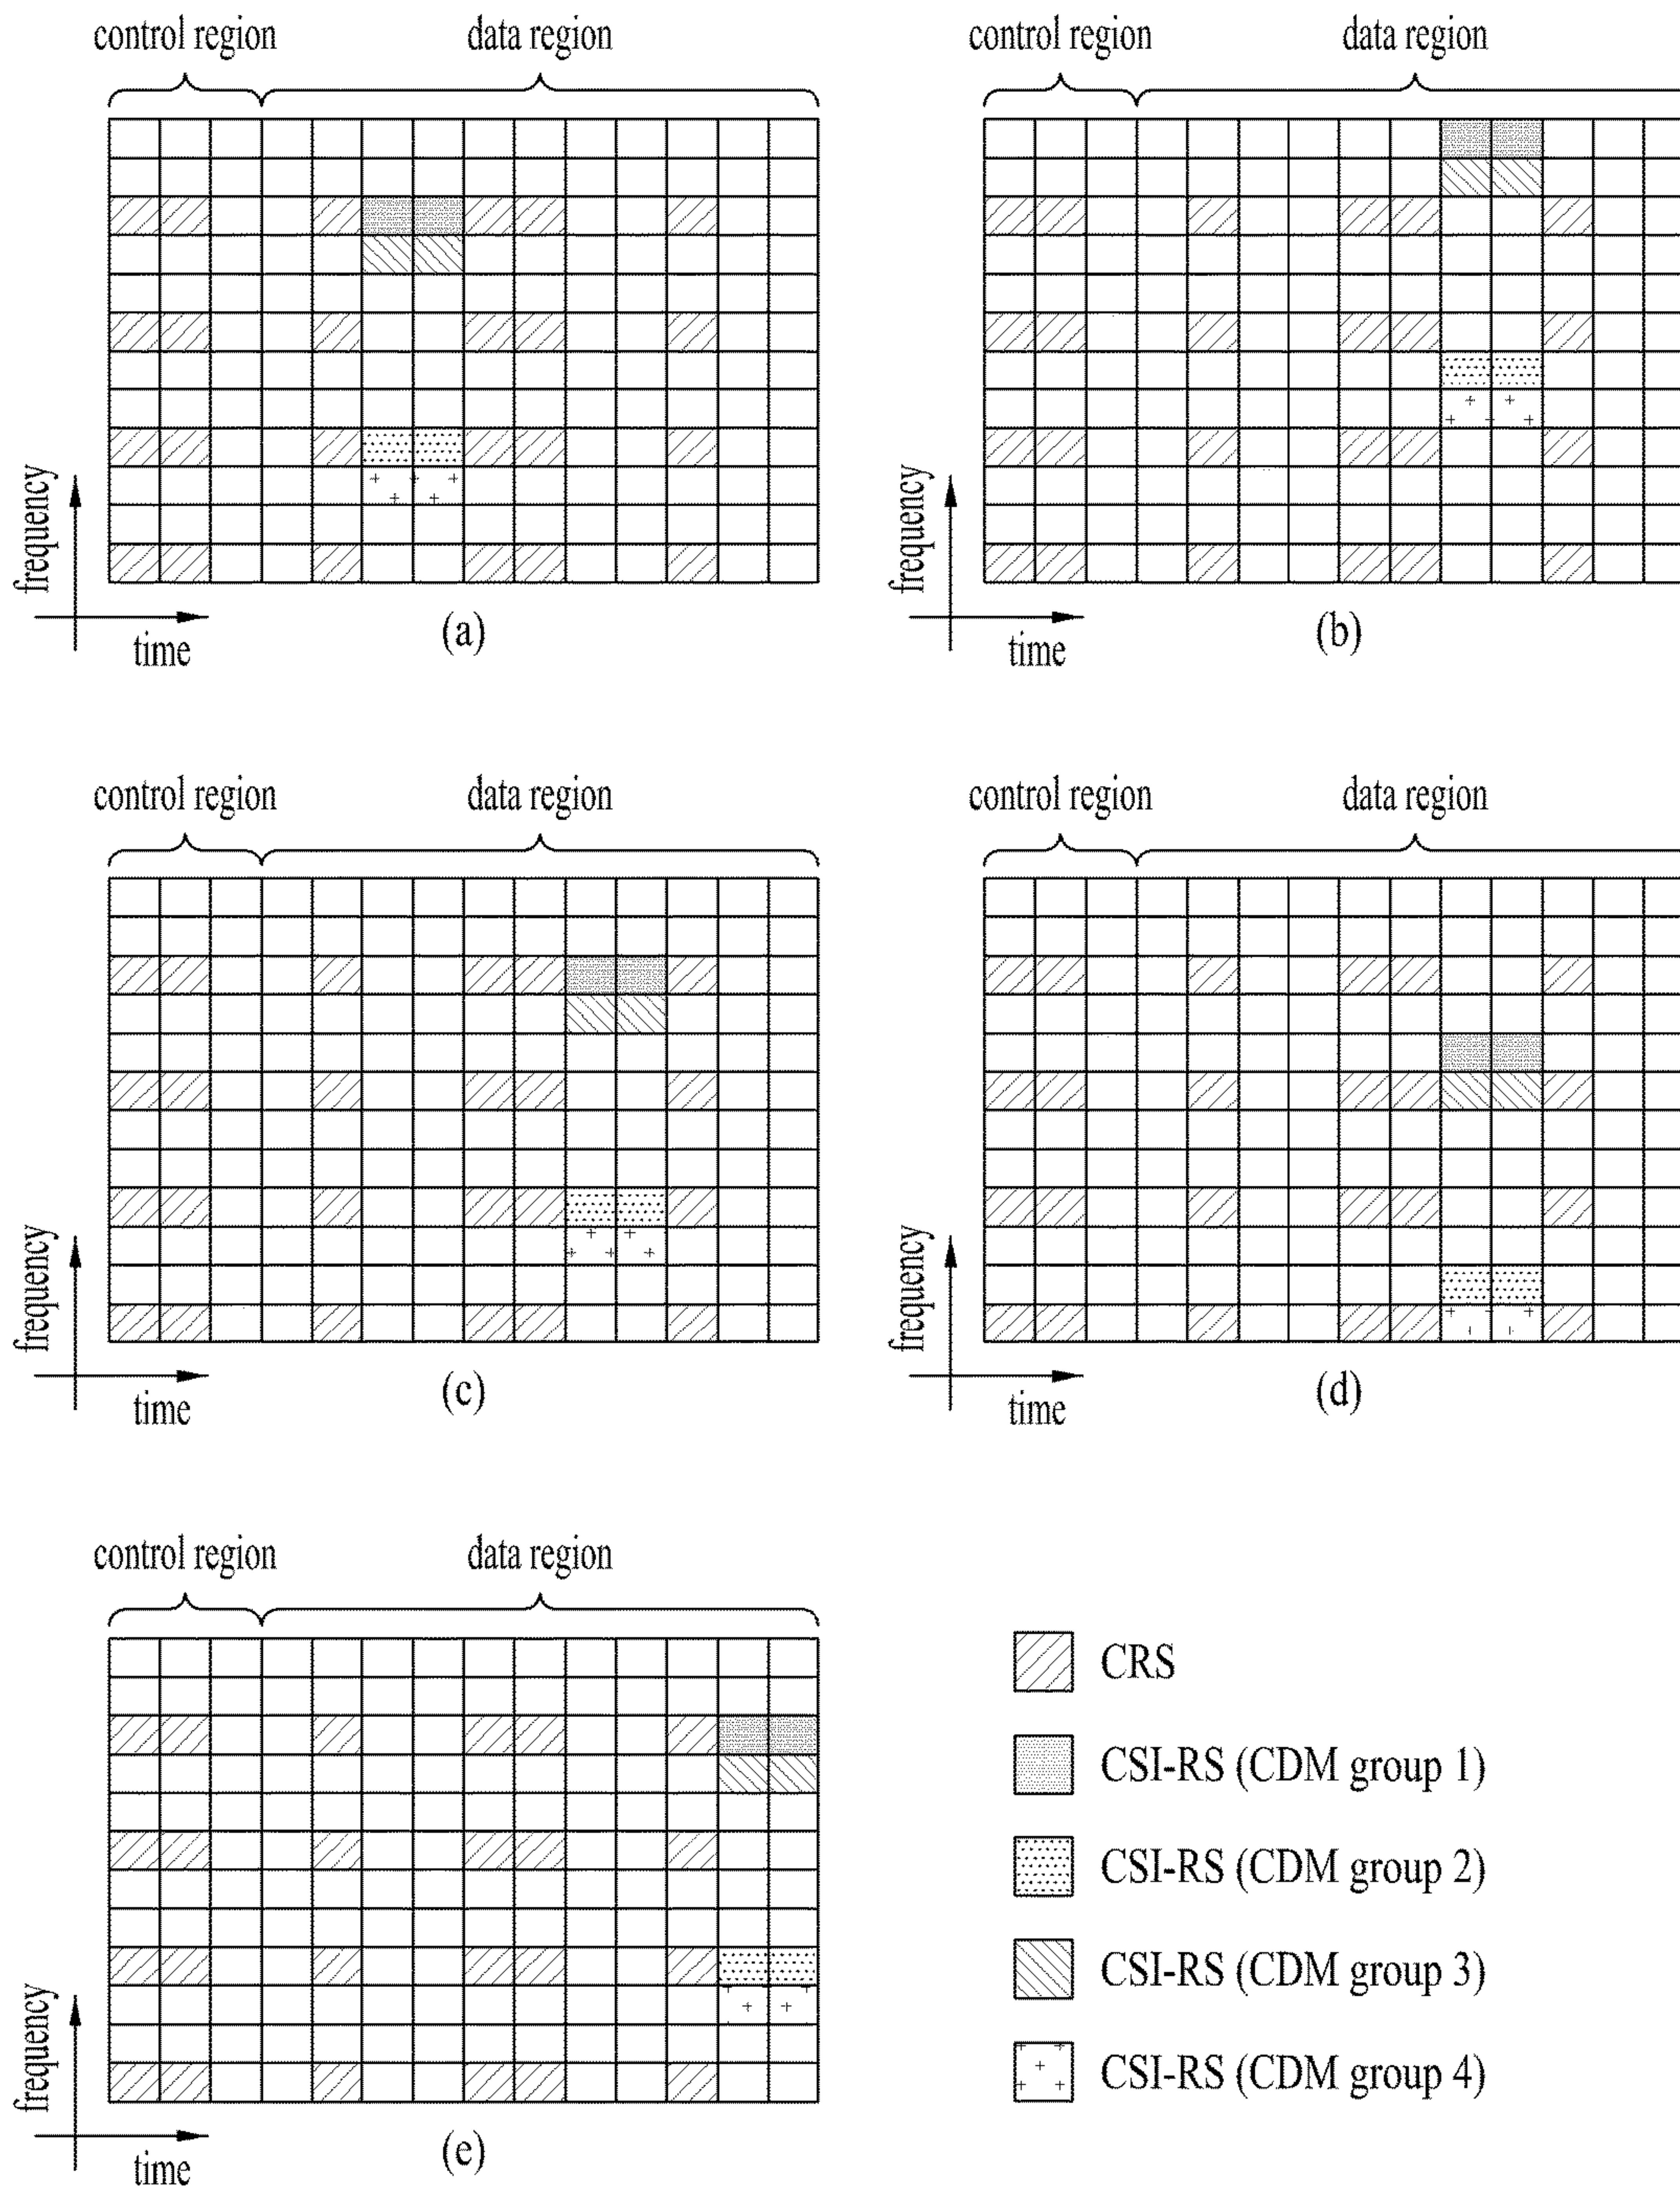 control region data region
control region data region
frequency
time
(a)
frequency
time
(b)
control region data region
control region data region
frequency
time
(c)
frequency
time
(d)
control region data region
frequency
time
(e)
CRS
CSI-RS (CDM group 1)
CSI-RS (CDM group 2)
CSI-RS (CDM group 3)
CSI-RS (CDM group 4)